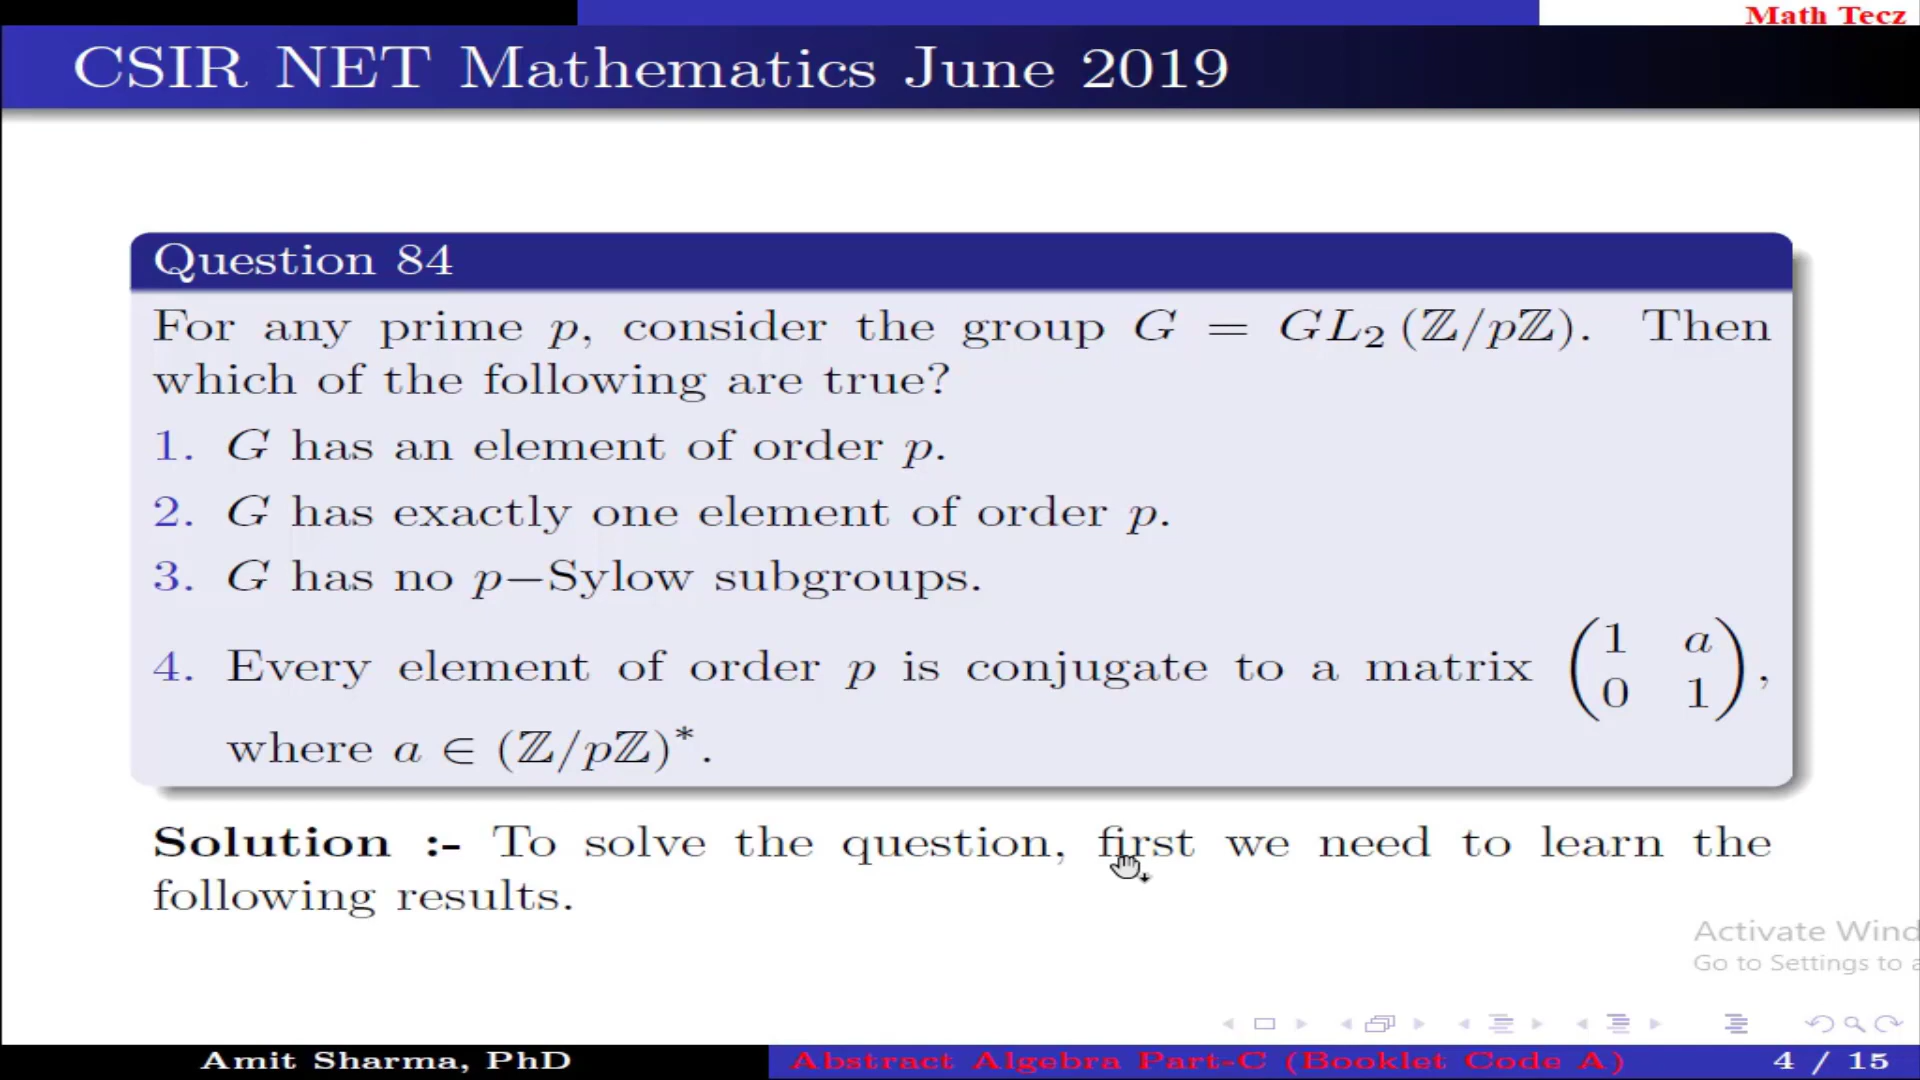 Math Tecz
CSIR NET Mathematics June 2019
Question 84
For any prime p, consider the group G = GL₂ (ℤ/pℤ). Then
which of the following are true?
1. G has an element of order p.
2. G has exactly one element of order p.
3. G has no p−Sylow subgroups.
4. Every element of order p is conjugate to a matrix (1 a; 0 1),
where a ∈ (ℤ/pℤ)*.
Solution :- To solve the question, first we need to learn the
following results.
Activate Wind
Go to Settings to a
Amit Sharma, PhD Abstract Algebra Part-C (Booklet Code A) 4 / 15